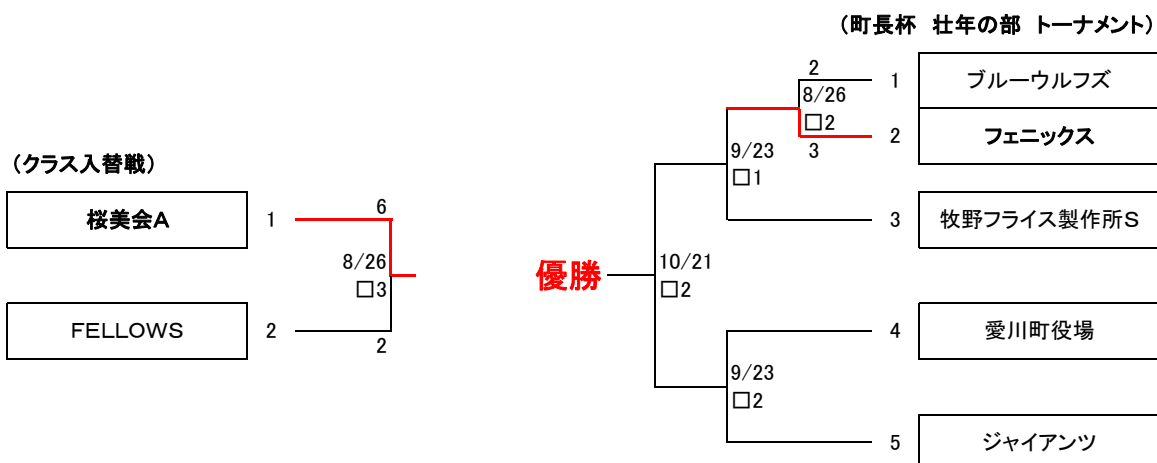 （町長杯　壮年の部　トーナメント）
2
1
ブルーウルフズ
8/26
□2
2
フェニックス
3
9/23
□1
3
牧野フライス製作所S
（クラス入替戦）
桜美会A
1
6
8/26
□3
FELLOWS
2
2
優勝
10/21
□2
4
愛川町役場
9/23
□2
5
ジャイアンツ